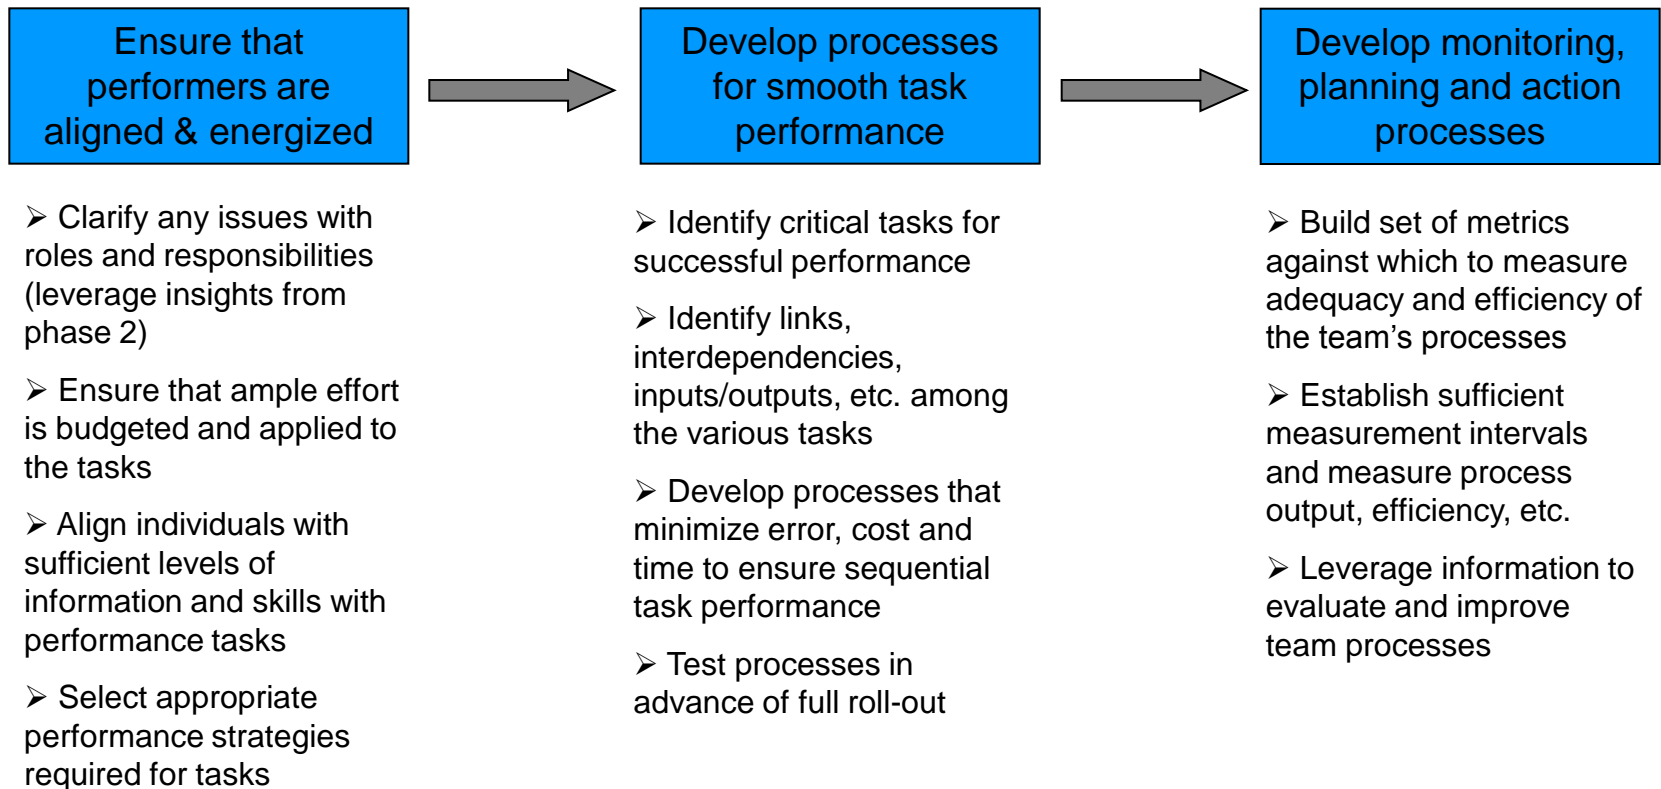 Ensure that
performers are
aligned & energized
Develop processes
for smooth task
performance
Develop monitoring,
planning and action
processes
➢ Clarify any issues with
roles and responsibilities
(leverage insights from
phase 2)
➢ Ensure that ample effort
is budgeted and applied to
the tasks
➢ Align individuals with
sufficient levels of
information and skills with
performance tasks
➢ Select appropriate
performance strategies
required for tasks
➢ Identify critical tasks for
successful performance
➢ Identify links,
interdependencies,
inputs/outputs, etc. among
the various tasks
➢ Develop processes that
minimize error, cost and
time to ensure sequential
task performance
➢ Test processes in
advance of full roll-out
➢ Build set of metrics
against which to measure
adequacy and efficiency of
the team’s processes
➢ Establish sufficient
measurement intervals
and measure process
output, efficiency, etc.
➢ Leverage information to
evaluate and improve
team processes